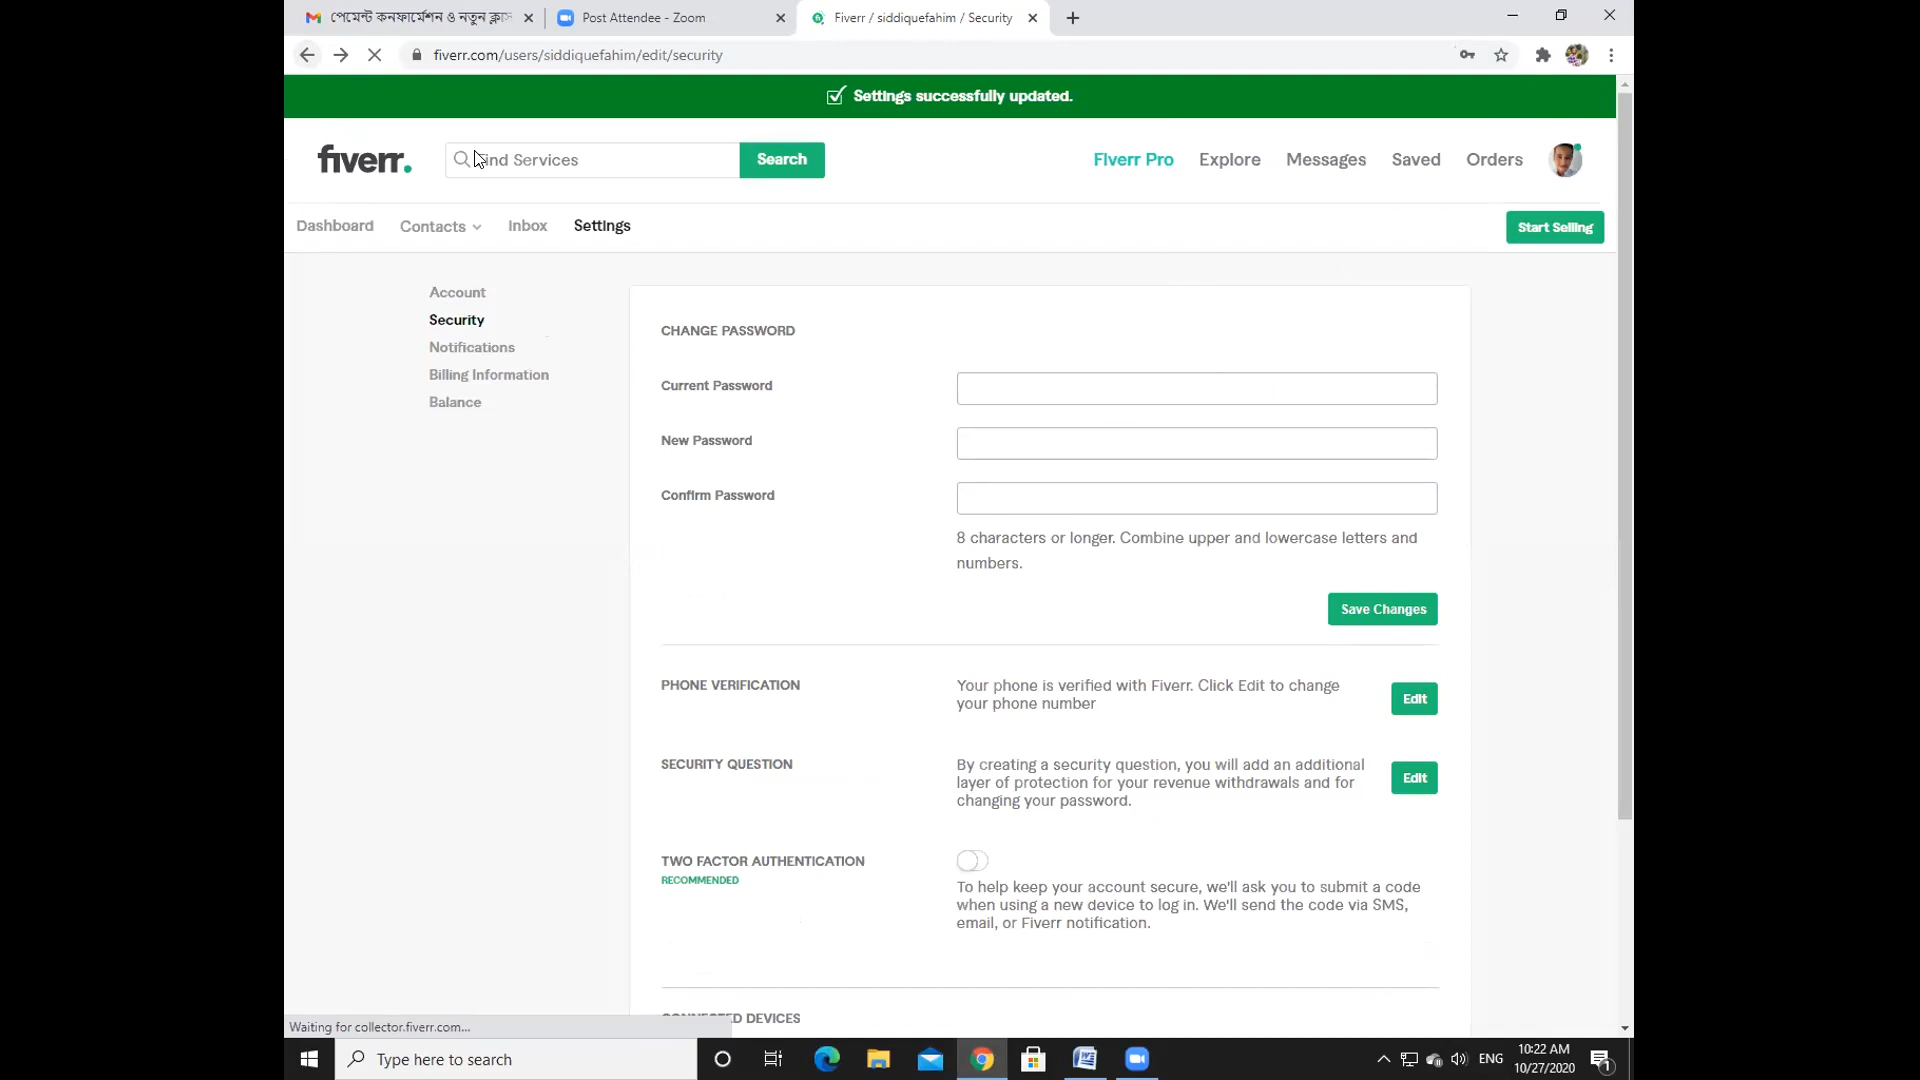 পেমেন্ট কনফার্মেশন ও নতুন ক্লাস
Post Attendee - Zoom
Fiverr / siddiquefahim / Security
fiverr.com/users/siddiquefahim/edit/security
Settings successfully updated.
fiverr.
Find Services
Search
Fiverr Pro
Explore
Messages
Saved
Orders
Dashboard
Contacts
Inbox
Settings
Start Selling
Account
Security
Notifications
Billing Information
Balance
CHANGE PASSWORD
Current Password
New Password
Confirm Password
8 characters or longer. Combine upper and lowercase letters and
numbers.
Save Changes
PHONE VERIFICATION
Your phone is verified with Fiverr. Click Edit to change
your phone number
Edit
SECURITY QUESTION
By creating a security question, you will add an additional
layer of protection for your revenue withdrawals and for
changing your password.
Edit
TWO FACTOR AUTHENTICATION
RECOMMENDED
To help keep your account secure, we'll ask you to submit a code
when using a new device to log in. We'll send the code via SMS,
email, or Fiverr notification.
CONNECTED DEVICES
Waiting for collector.fiverr.com...
Type here to search
ENG
10:22 AM
10/27/2020
1